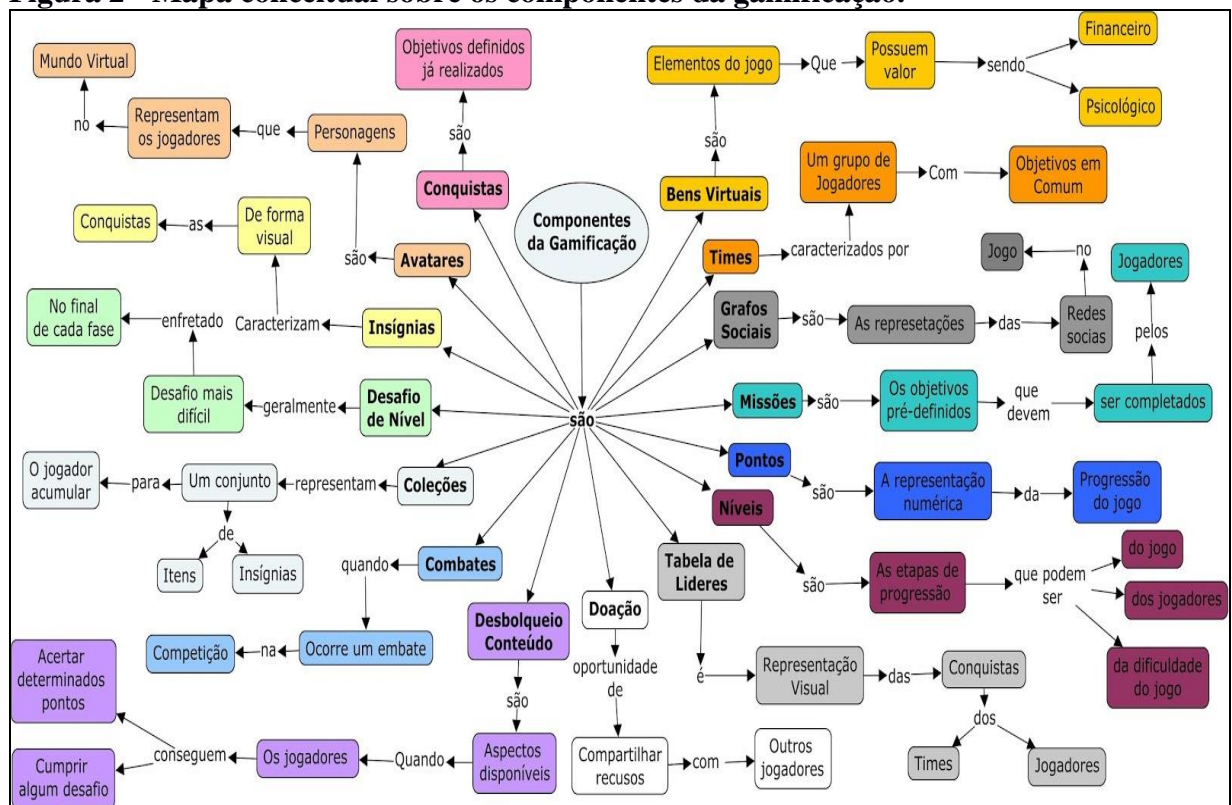 Figura 2 - Mapa conceitual sobre os componentes da gamificação.
Componentes
da Gamificação
são
Conquistas
são
Objetivos definidos
já realizados
Avatares
são
Personagens
que
Representam
os jogadores
no
Mundo Virtual
Insígnias
Caracterizam
De forma
visual
as
Conquistas
Desafio
de Nível
geralmente
Desafio mais
difícil
enfretado
No final
de cada fase
Coleções
representam
Um conjunto
para
O jogador
acumular
de
Itens
Insígnias
Combates
quando
Ocorre um embate
na
Competição
Desbolqueio
Conteúdo
são
Aspectos
disponíveis
Quando
Os jogadores
conseguem
Acertar
determinados
pontos
Cumprir
algum desafio
Doação
oportunidade
de
Compartilhar
recusos
com
Outros
jogadores
Tabela de
Lideres
é
Representação
Visual
das
Conquistas
dos
Times
Jogadores
Níveis
são
As etapas de
progressão
que podem
ser
do jogo
dos jogadores
da dificuldade
do jogo
Pontos
são
A representação
numérica
da
Progressão
do jogo
Missões
são
Os objetivos
pré-definidos
que
devem
ser completados
pelos
Jogadores
Grafos
Sociais
são
As represetações
das
Redes
socias
no
Jogo
Times
caracterizados por
Um grupo de
Jogadores
Com
Objetivos em
Comum
Bens Virtuais
são
Elementos do jogo
Que
Possuem
valor
sendo
Financeiro
Psicológico